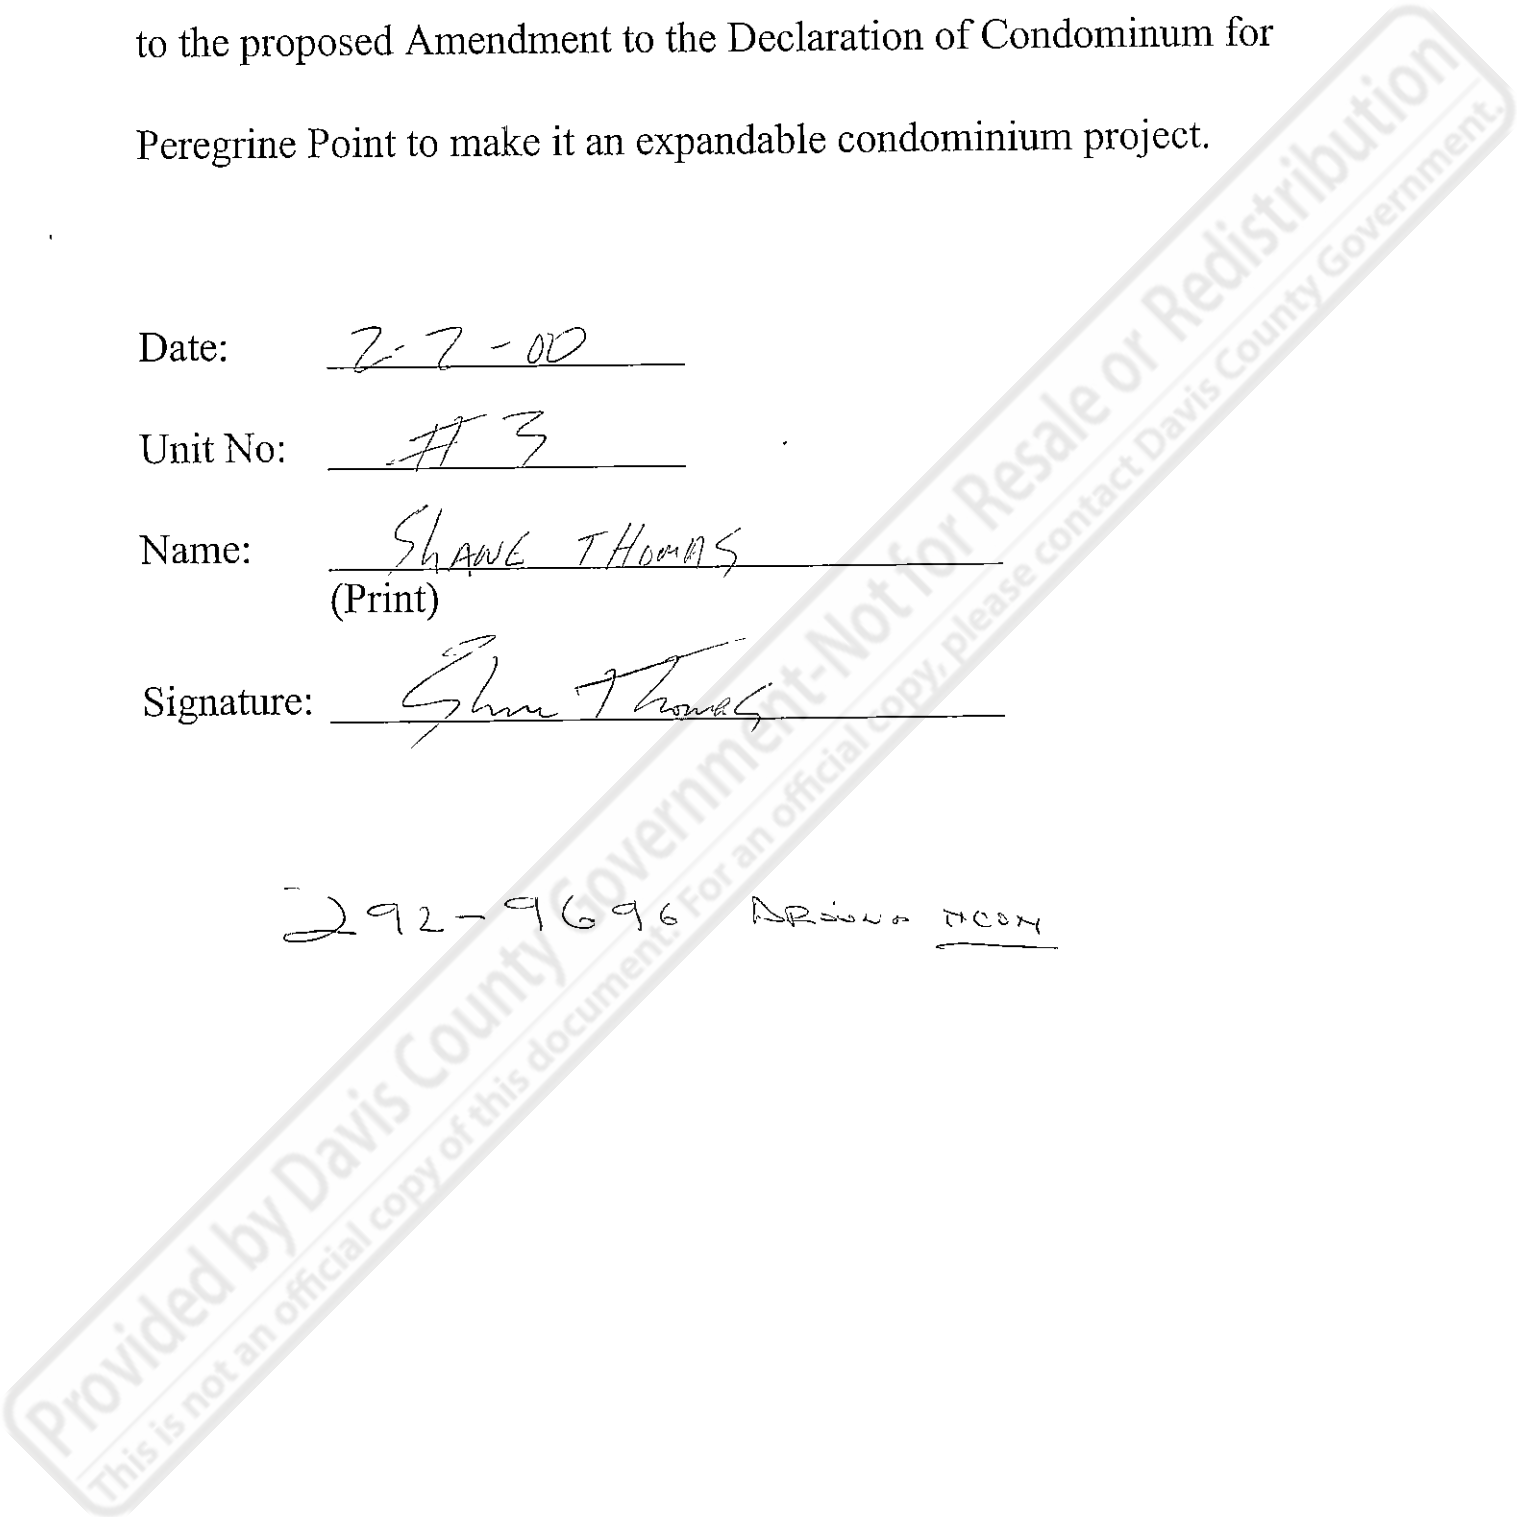 to the proposed Amendment to the Declaration of Condominum for
Peregrine Point to make it an expandable condominium project.
Date: 2-2-00
Unit No: #3
Name: SHANE THOMAS
(Print)
Signature: Shane Thomas
292-9696
Provided by Davis County Government-Not for Resale or Redistribution
This is not an official copy of this document. For an official copy, please contact Davis County Government.